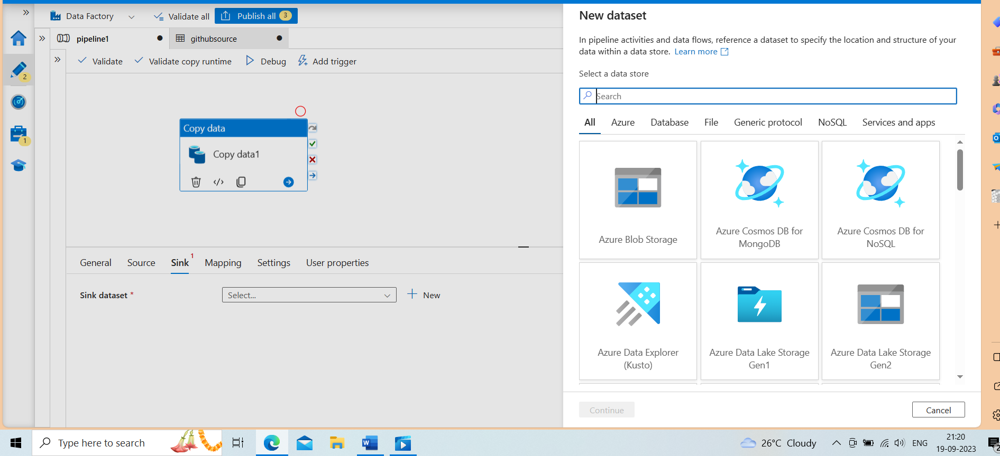 Data Factory
Validate all
Publish all
3
pipeline1
githubsource
Validate
Validate copy runtime
Debug
Add trigger
2
1
Copy data
Copy data1
General
Source
Sink
1
Mapping
Settings
User properties
Sink dataset *
Select...
New
New dataset
In pipeline activities and data flows, reference a dataset to specify the location and structure of your
data within a data store. Learn more
Select a data store
Search
All
Azure
Database
File
Generic protocol
NoSQL
Services and apps
Azure Blob Storage
Azure Cosmos DB for
MongoDB
Azure Cosmos DB for
NoSQL
Azure Data Explorer
(Kusto)
Azure Data Lake Storage
Gen1
Azure Data Lake Storage
Gen2
Continue
Cancel
Type here to search
26°C Cloudy
ENG
21:20
19-09-2023
2